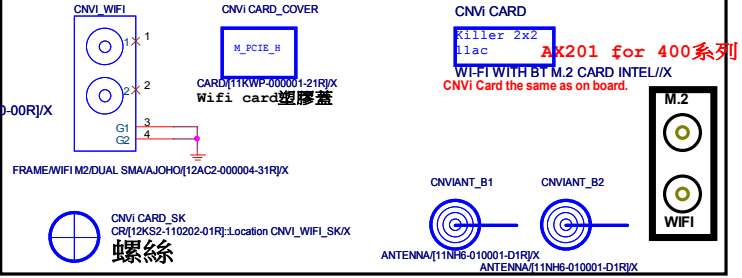 CNVI_WIFI
1
1
2
2
G1
3
G2
4
0-00R]/X
FRAME/WIFI M2/DUAL SMA/AJOHO/[12AC2-000004-31R]/X
CNVi CARD_COVER
M_PCIE_H
CARD/[11KWP-000001-21R]/X
Wifi card塑膠蓋
CNVi CARD
Killer 2x2
11ac
AX201 for 400系列
WI-FI WITH BT M.2 CARD INTEL//X
CNVi Card the same as on board.
M.2
WIFI
CNVi CARD_SK
CR/[12KS2-110202-01R]::Location CNVI_WIFI_SK/X
螺絲
CNVIANT_B1
ANTENNA/[11NH6-010001-D1R]/X
CNVIANT_B2
ANTENNA/[11NH6-010001-D1R]/X